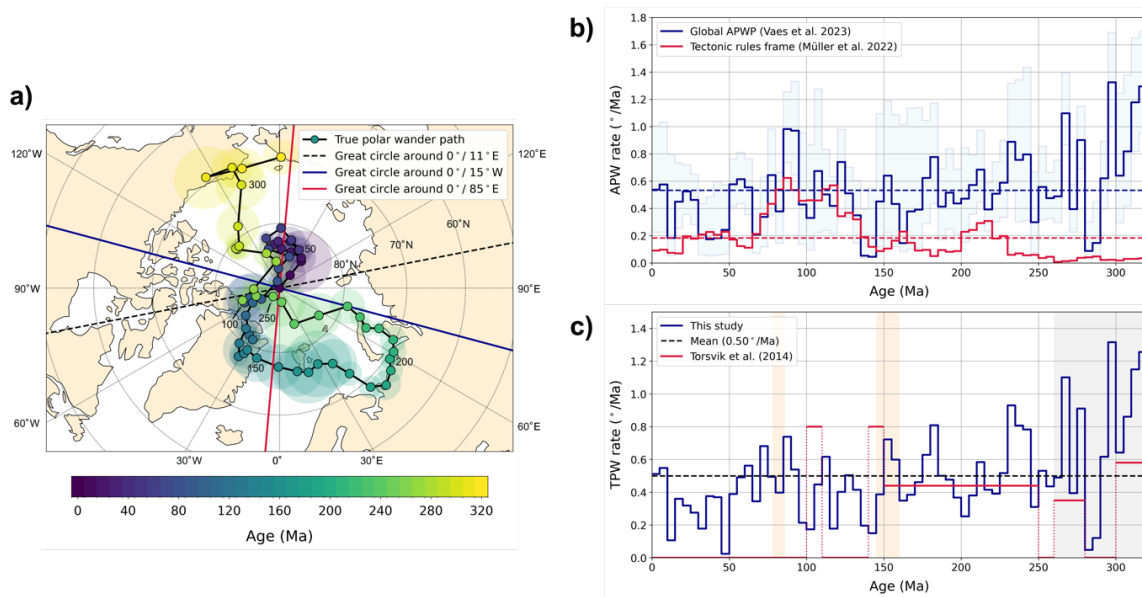 a)
True polar wander path
Great circle around 0°/ 11°E
Great circle around 0°/ 15°W
Great circle around 0°/ 85°E
120°W
120°E
300
60°N
50
70°N
80°N
90°W
90°E
100
250
150
200
60°W
60°E
30°W
0°
30°E
0 40 80 120 160 200 240 280 320
Age (Ma)
b)
Global APWP (Vaes et al. 2023)
Tectonic rules frame (Müller et al. 2022)
APW rate (°/Ma)
1.8
1.6
1.4
1.2
1.0
0.8
0.6
0.4
0.2
0.0
0 50 100 150 200 250 300
Age (Ma)
c)
This study
Mean (0.50°/Ma)
Torsvik et al. (2014)
TPW rate (°/Ma)
1.4
1.2
1.0
0.8
0.6
0.4
0.2
0.0
0 50 100 150 200 250 300
Age (Ma)